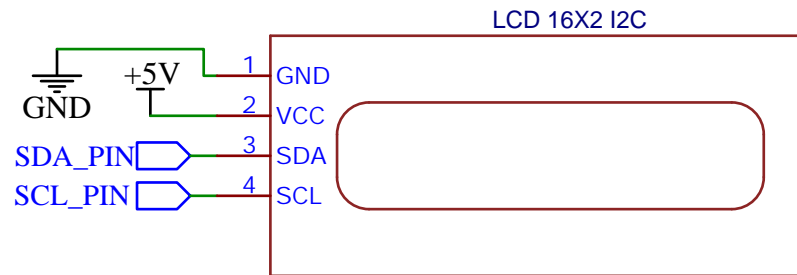 LCD 16X2 I2C
1 GND
+5V
GND
2 VCC
SDA_PIN 3 SDA
SCL_PIN 4 SCL